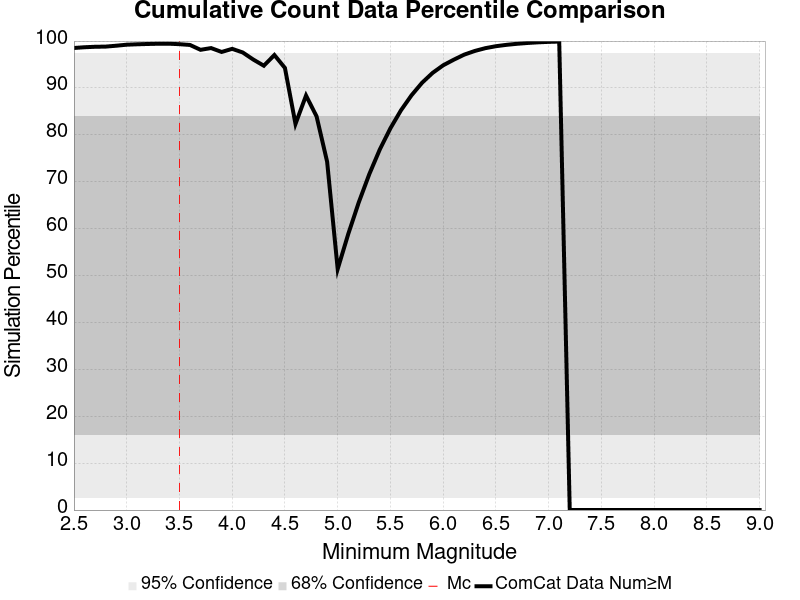 Cumulative Count Data Percentile Comparison
100
90
80
70
60
50
40
30
20
10
0
Simulation Percentile
2.5 3.0 3.5 4.0 4.5 5.0 5.5 6.0 6.5 7.0 7.5 8.0 8.5 9.0
Minimum Magnitude
95% Confidence 68% Confidence Mc ComCat Data Num≥M